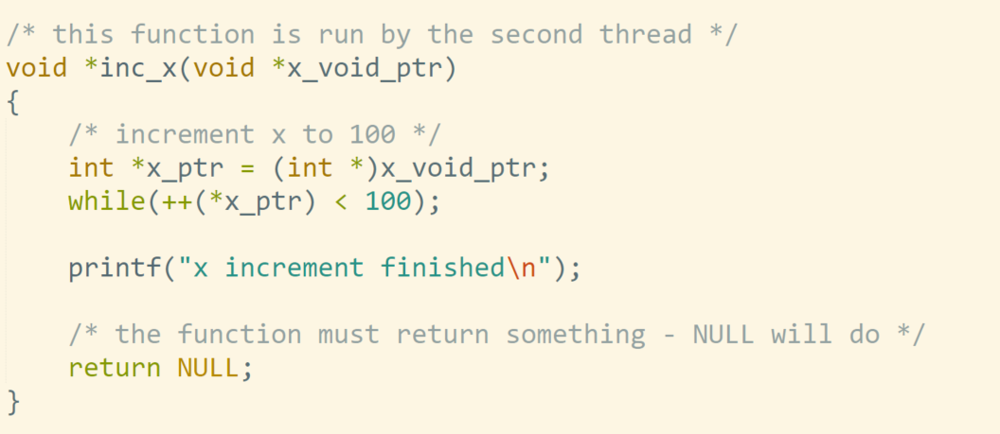 /* this function is run by the second thread */
void *inc_x(void *x_void_ptr)
{
    /* increment x to 100 */
    int *x_ptr = (int *)x_void_ptr;
    while(++(*x_ptr) < 100);

    printf("x increment finished\n");

    /* the function must return something - NULL will do */
    return NULL;
}